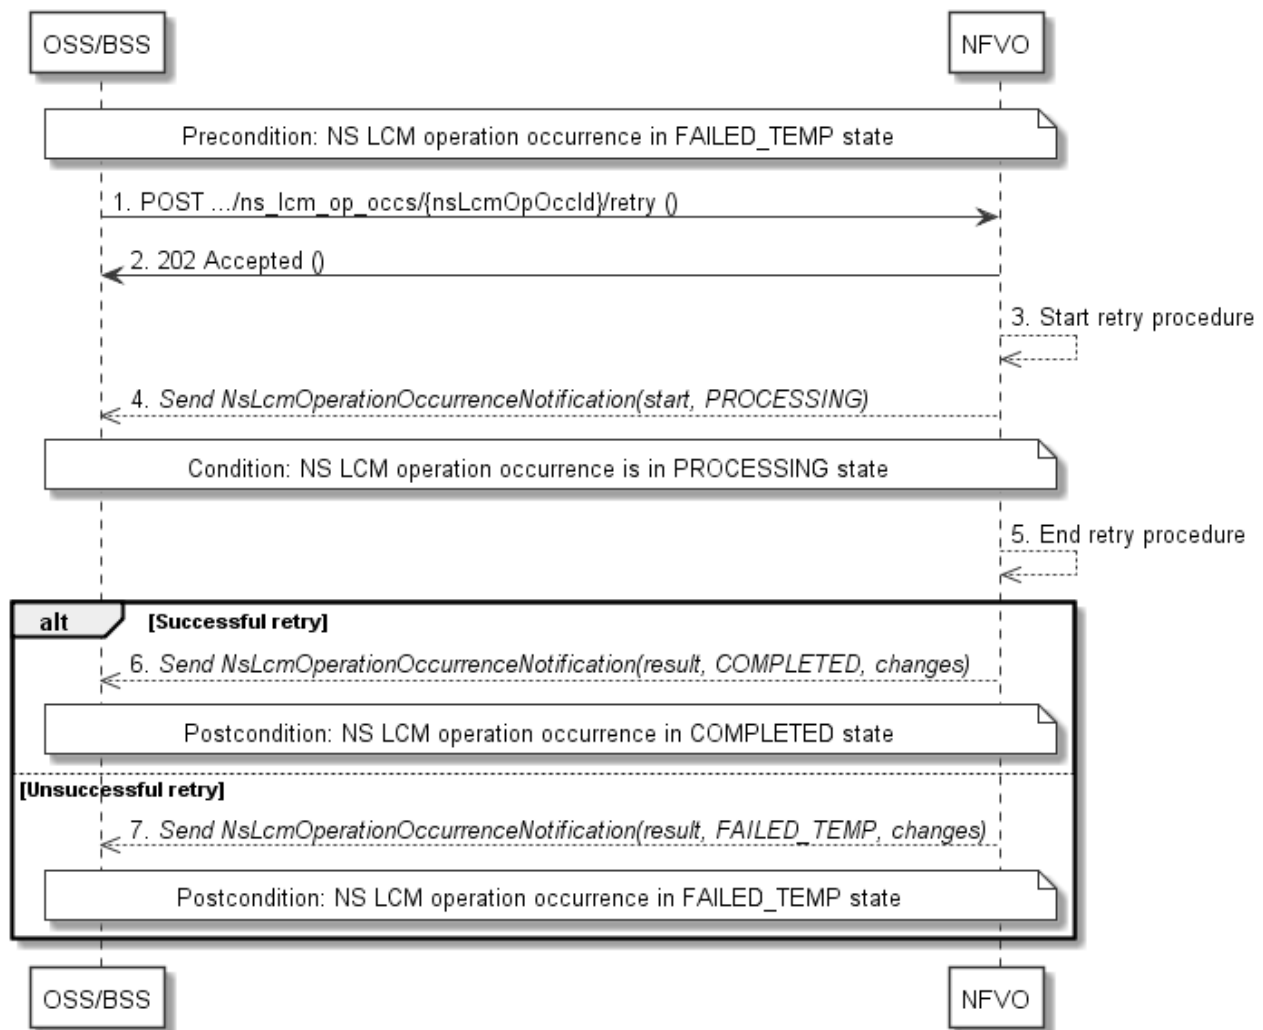 OSS/BSS
NFVO
Precondition: NS LCM operation occurrence in FAILED_TEMP state
1. POST .../ns_lcm_op_occs/{nsLcmOpOccId}/retry ()
2. 202 Accepted ()
3. Start retry procedure
4. Send NsLcmOperationOccurrenceNotification(start, PROCESSING)
Condition: NS LCM operation occurrence is in PROCESSING state
5. End retry procedure
alt [Successful retry]
6. Send NsLcmOperationOccurrenceNotification(result, COMPLETED, changes)
Postcondition: NS LCM operation occurrence in COMPLETED state
[Unsuccessful retry]
7. Send NsLcmOperationOccurrenceNotification(result, FAILED_TEMP, changes)
Postcondition: NS LCM operation occurrence in FAILED_TEMP state
OSS/BSS
NFVO